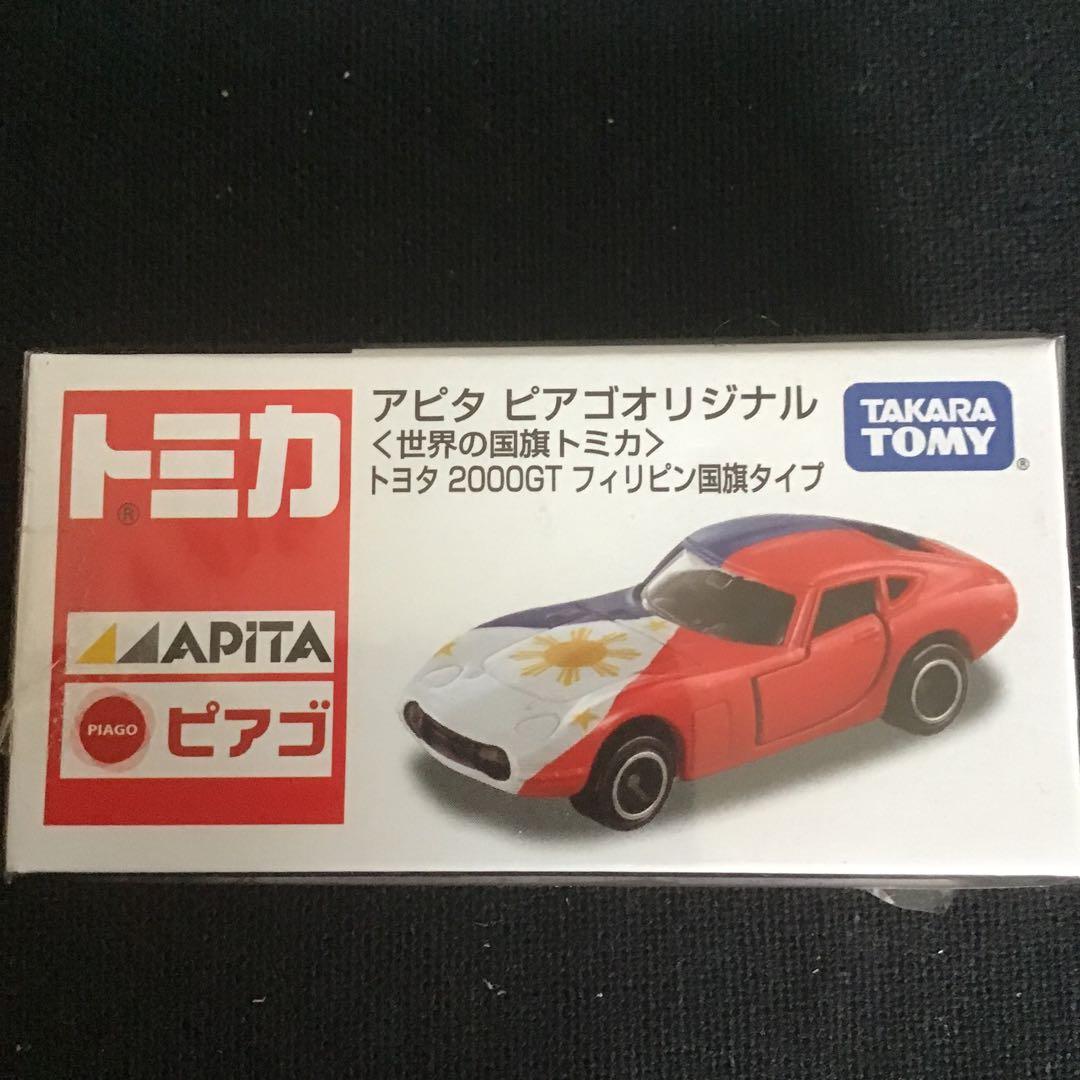 トミカ
®
APiTA
PIAGO
ピアゴ
アピタ ピアゴオリジナル
<世界の国旗トミカ>
トヨタ 2000GT フィリピン国旗タイプ
TAKARA
TOMY
®